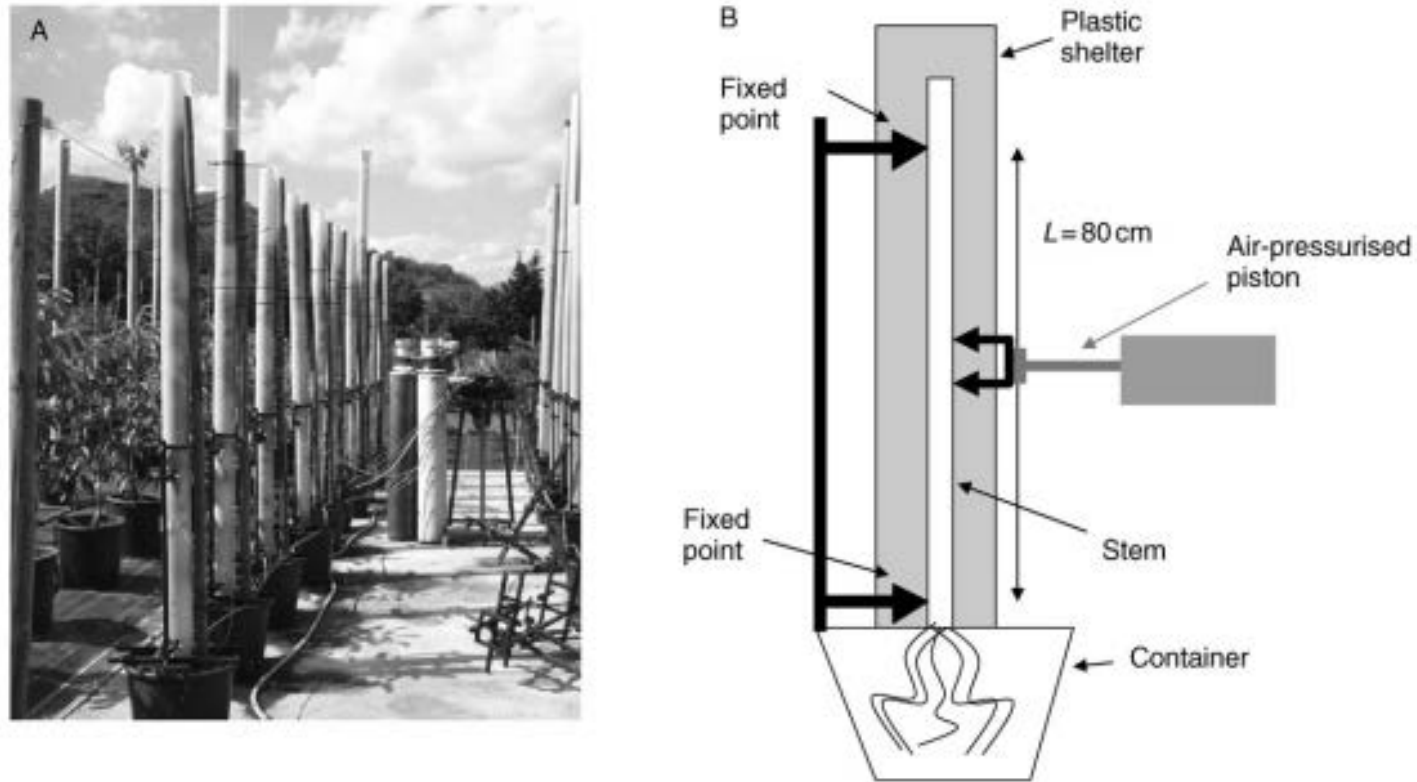 A
B
Plastic
shelter
Fixed
point
L = 80 cm
Air-pressurised
piston
Fixed
point
Stem
Container